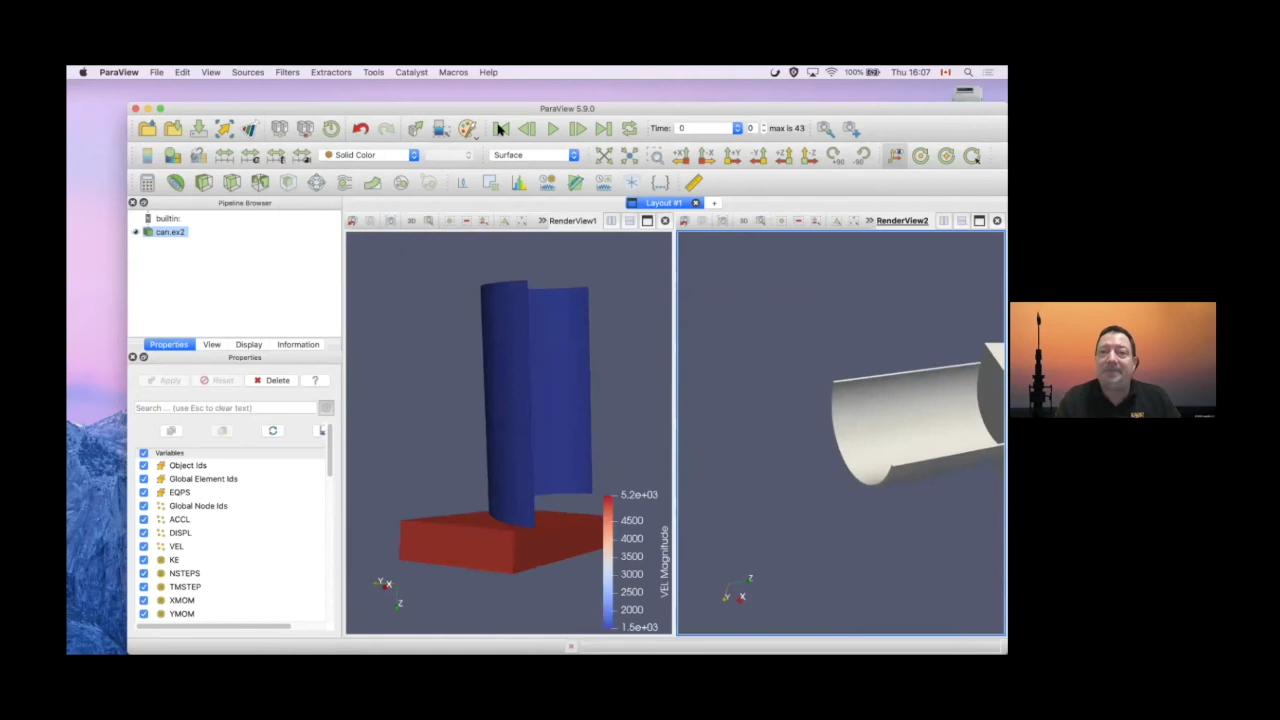 ParaView File Edit View Sources Filters Extractors Tools Catalyst Macros Help 100% Thu 16:07
ParaView 5.9.0
Time: 0 0 max is 43
Solid Color Surface +X -X +Y -Y +Z -Z +90 -90
Pipeline Browser Layout #1 +
builtin:
can.ex2
3D RenderView1 3D RenderView2
Properties View Display Information
Properties
Apply Reset Delete ?
Search ... (use Esc to clear text)
Variables
Object Ids
Global Element Ids
EQPS
Global Node Ids
ACCL
DISPL
VEL
KE
NSTEPS
TMSTEP
XMOM
YMOM
5.2e+03
4500
4000
3500
3000
2500
2000
1.5e+03
VEL Magnitude
Y X Z
Z Y X